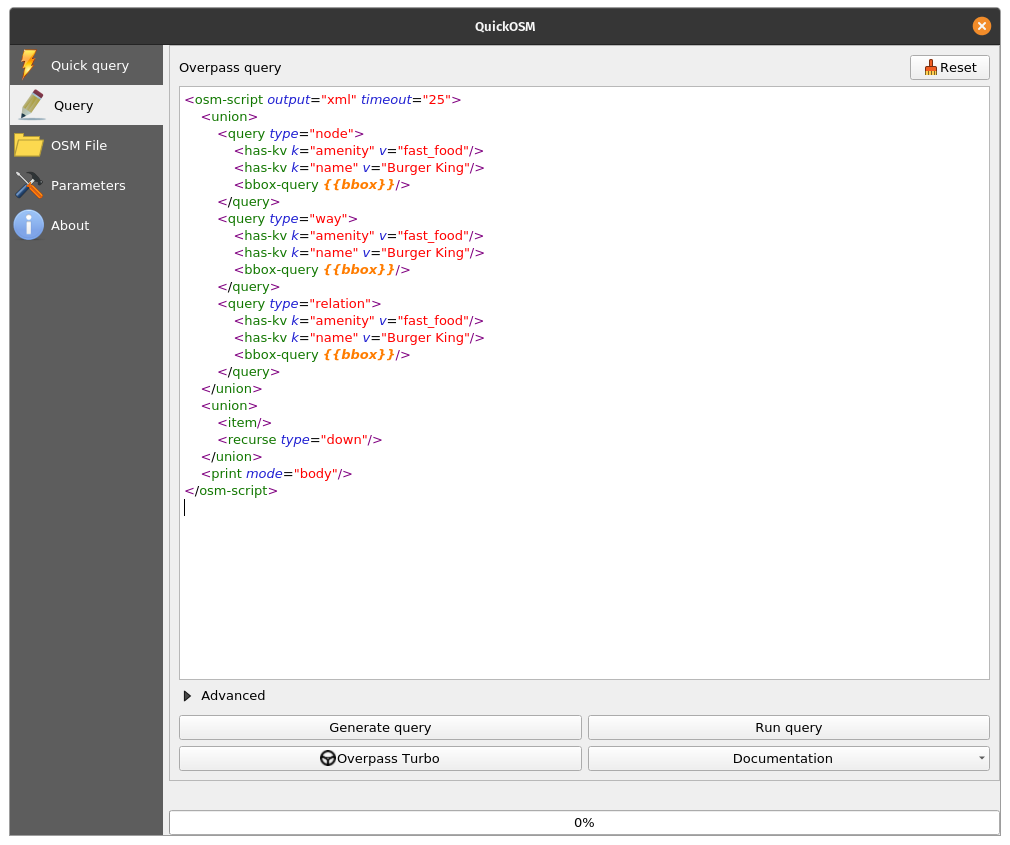 QuickOSM
Quick query
Query
OSM File
Parameters
About
Overpass query
Reset
<osm-script output="xml" timeout="25">
    <union>
        <query type="node">
            <has-kv k="amenity" v="fast_food"/>
            <has-kv k="name" v="Burger King"/>
            <bbox-query {{bbox}}/>
        </query>
        <query type="way">
            <has-kv k="amenity" v="fast_food"/>
            <has-kv k="name" v="Burger King"/>
            <bbox-query {{bbox}}/>
        </query>
        <query type="relation">
            <has-kv k="amenity" v="fast_food"/>
            <has-kv k="name" v="Burger King"/>
            <bbox-query {{bbox}}/>
        </query>
    </union>
    <union>
        <item/>
        <recurse type="down"/>
    </union>
    <print mode="body"/>
</osm-script>
Advanced
Generate query
Run query
Overpass Turbo
Documentation
0%